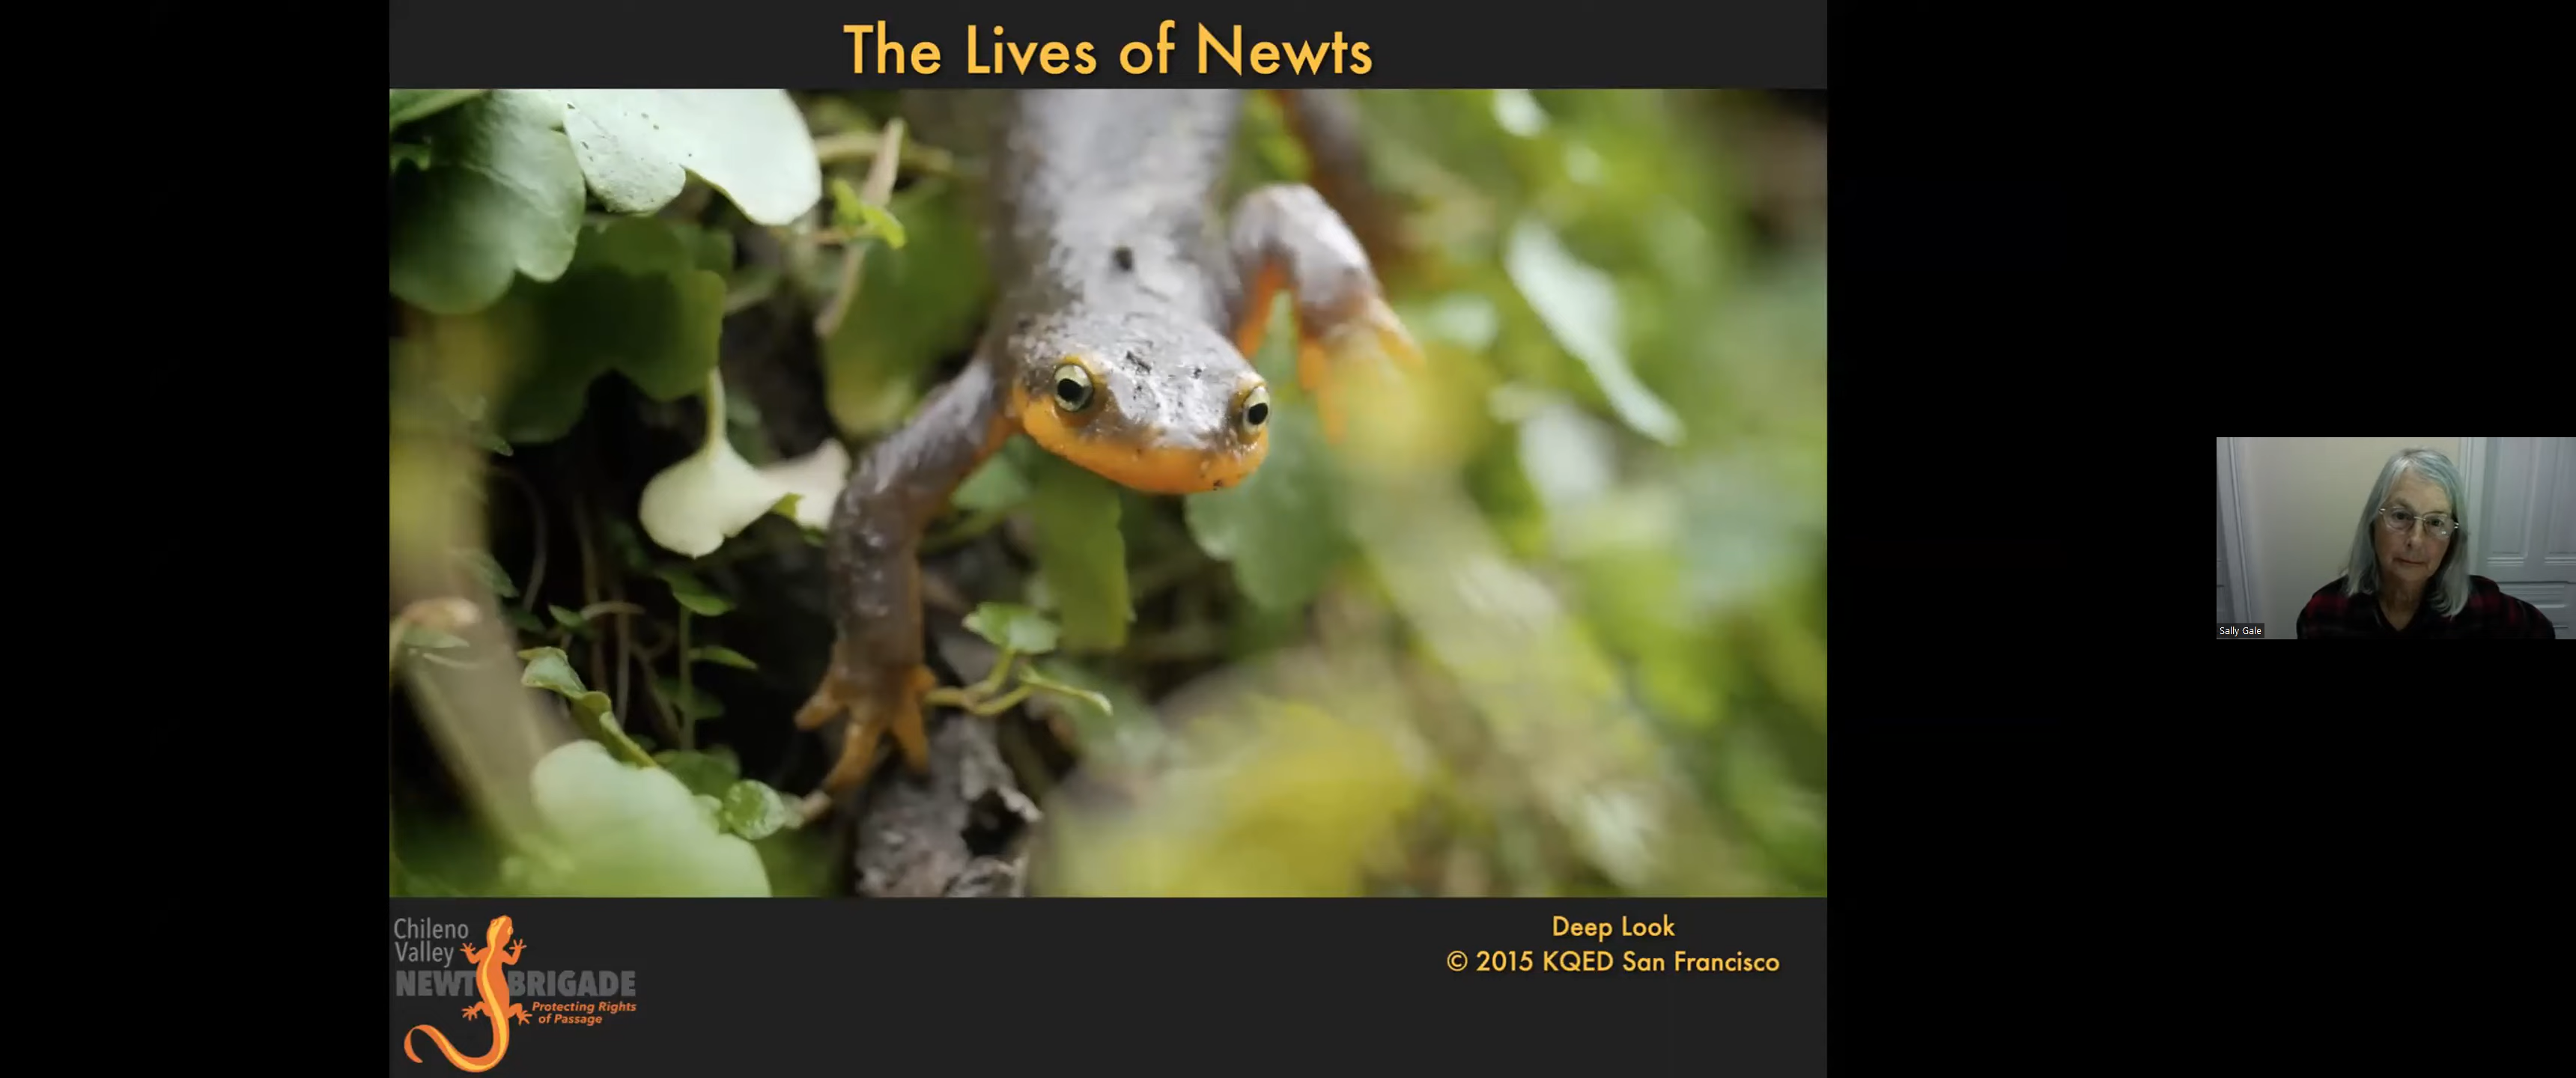 The Lives of Newts
Chileno
Valley
NEWT BRIGADE
Protecting Rights
of Passage
Deep Look
© 2015 KQED San Francisco
Sally Gale